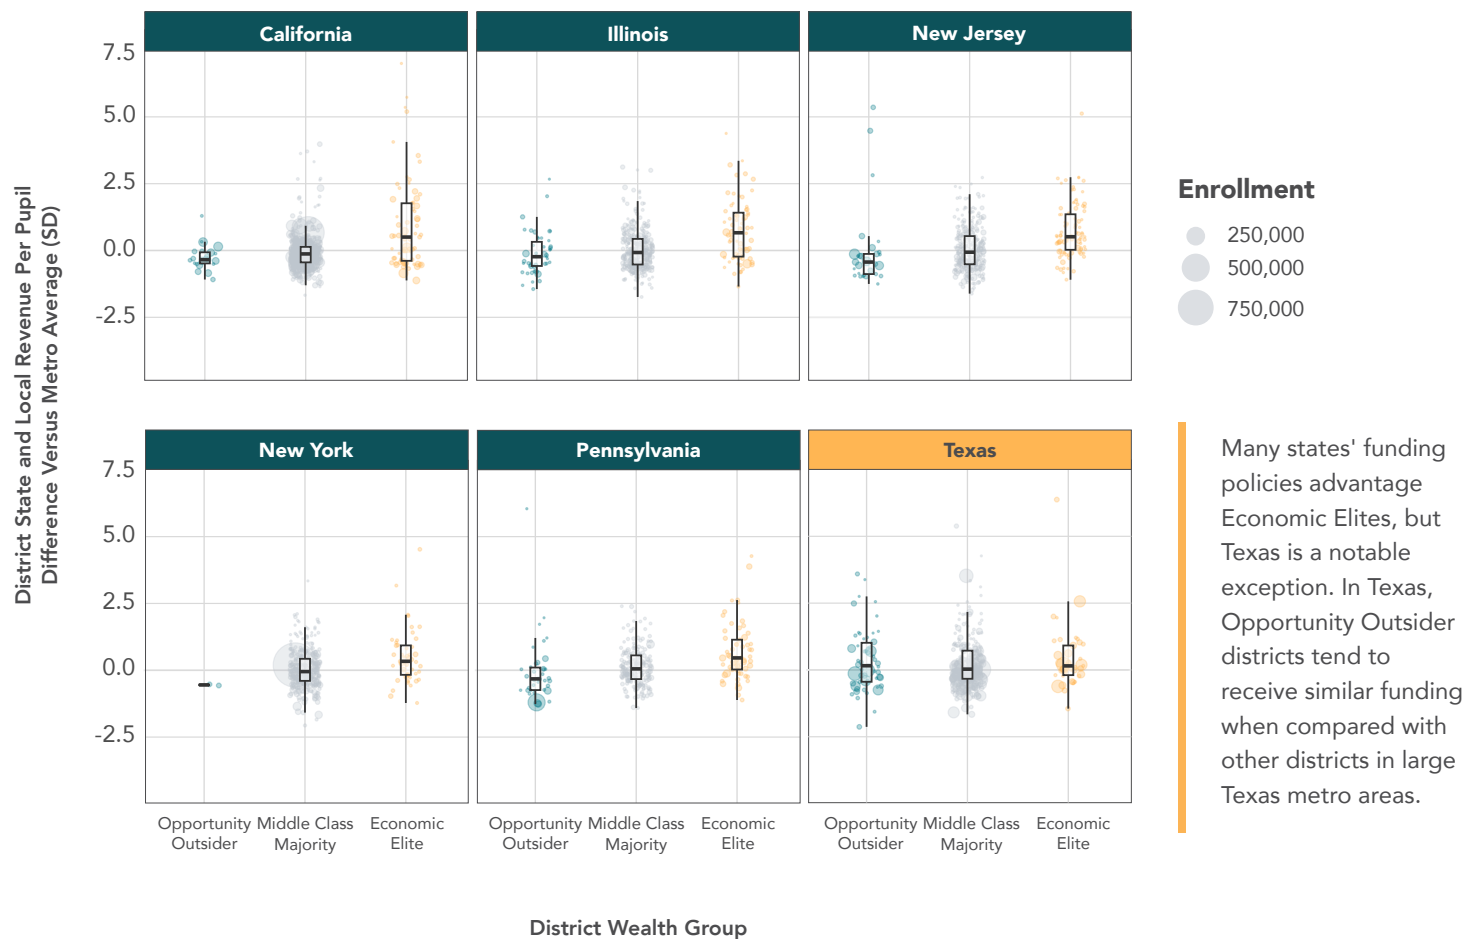 District State and Local Revenue Per Pupil
Difference Versus Metro Average (SD)
California
Illinois
New Jersey
7.5
5.0
2.5
0.0
-2.5
Enrollment
250,000
500,000
750,000
New York
Pennsylvania
Texas
7.5
5.0
2.5
0.0
-2.5
Many states' funding
policies advantage
Economic Elites, but
Texas is a notable
exception. In Texas,
Opportunity Outsider
districts tend to
receive similar funding
when compared with
other districts in large
Texas metro areas.
Opportunity Middle Class Economic
Outsider Majority Elite
Opportunity Middle Class Economic
Outsider Majority Elite
Opportunity Middle Class Economic
Outsider Majority Elite
District Wealth Group